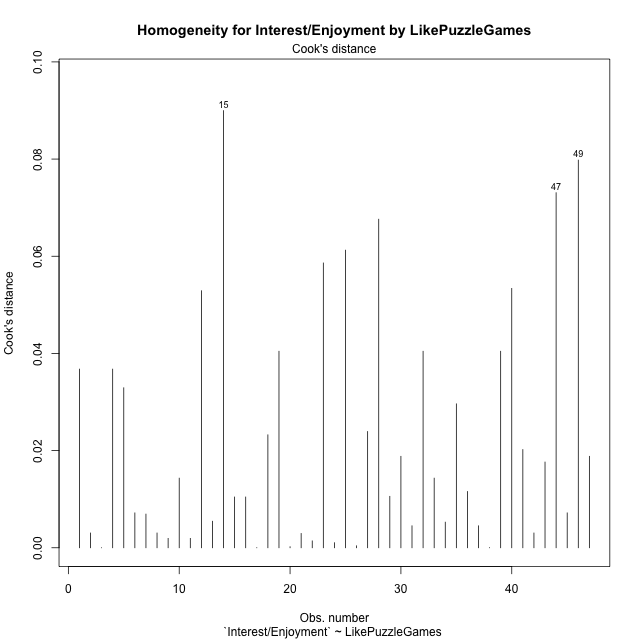 Homogeneity for Interest/Enjoyment by LikePuzzleGames
Cook's distance
Cook's distance
0.10
0.08
0.06
0.04
0.02
0.00
15
47
49
0
10
20
30
40
Obs. number
`Interest/Enjoyment` ~ LikePuzzleGames